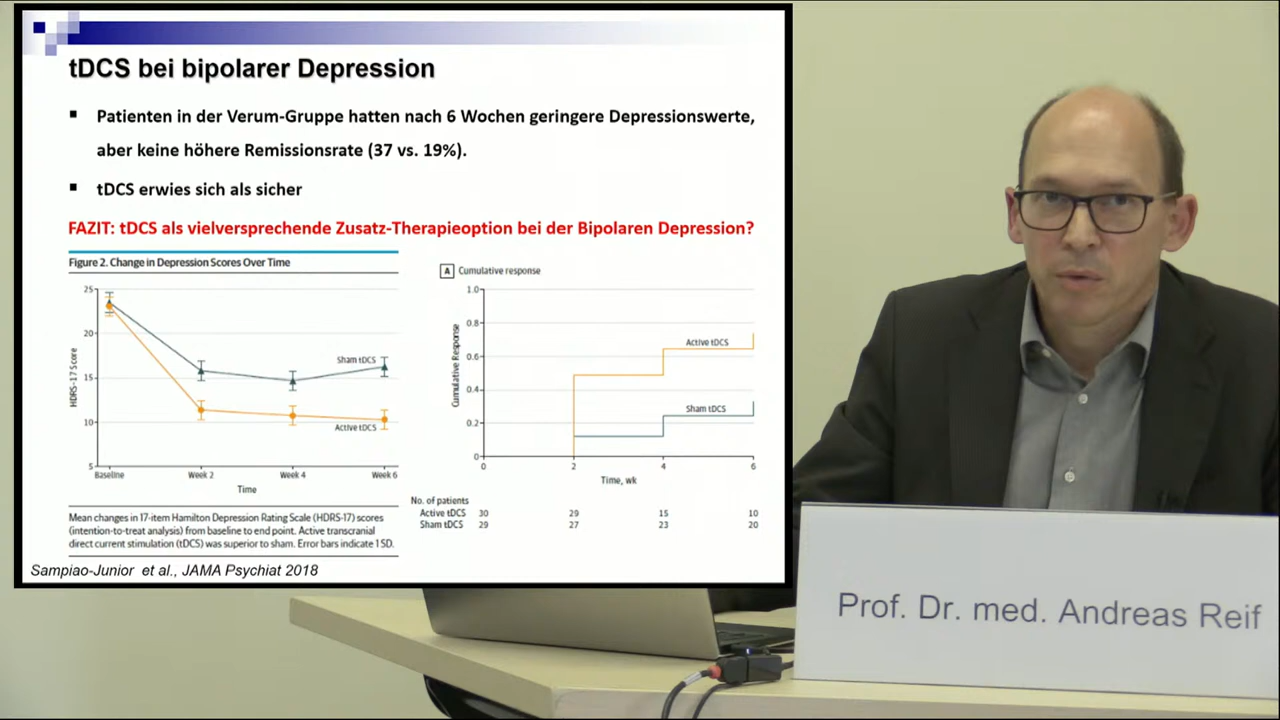 tDCS bei bipolarer Depression
Patienten in der Verum-Gruppe hatten nach 6 Wochen geringere Depressionswerte,
aber keine höhere Remissionsrate (37 vs. 19%).
tDCS erwies sich als sicher
FAZIT: tDCS als vielversprechende Zusatz-Therapieoption bei der Bipolaren Depression?
Figure 2. Change in Depression Scores Over Time
25
20
15
10
5
HDRS-17 Score
Sham tDCS
Active tDCS
Baseline
Week 2
Week 4
Week 6
Time
Mean changes in 17-item Hamilton Depression Rating Scale (HDRS-17) scores
(intention-to-treat analysis) from baseline to end point. Active transcranial
direct current stimulation (tDCS) was superior to sham. Error bars indicate 1 SD.
A Cumulative response
1.0
0.8
0.6
0.4
0.2
0
Cumulative Response
Active tDCS
Sham tDCS
0 2 4 6
Time, wk
No. of patients
Active tDCS 30 29 15 10
Sham tDCS 29 27 23 20
Sampiao-Junior et al., JAMA Psychiat 2018
Prof. Dr. med. Andreas Reif